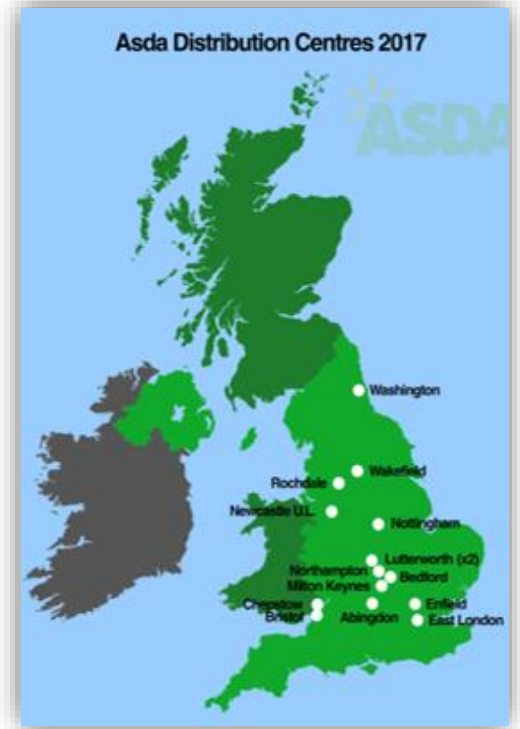 Asda Distribution Centres 2017
ASDA
Washington
Wakefield
Rochdale
Newcastle U.L.
Nottingham
Lutterworth (x2)
Northampton
Bedford
Milton Keynes
Chepstow
Enfield
Bristol
Abingdon
East London